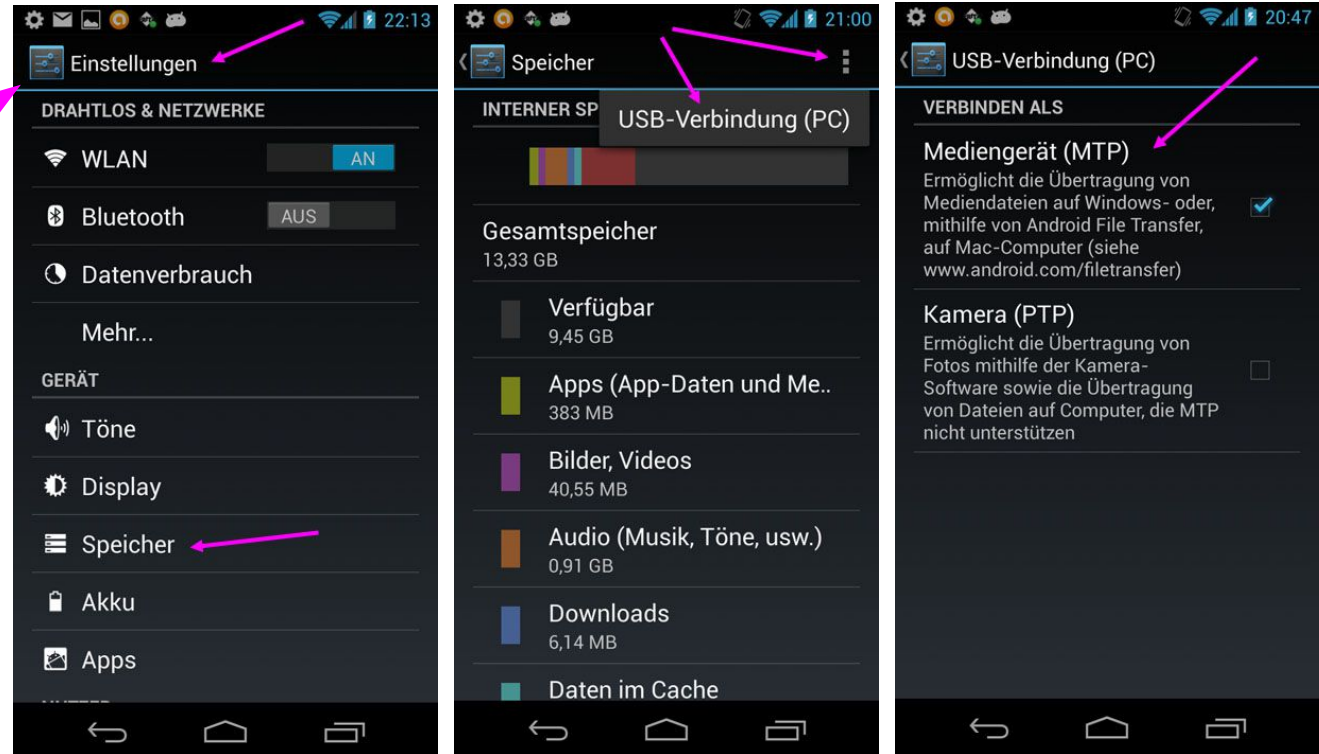 22:13
Einstellungen
DRAHTLOS & NETZWERKE
WLAN
AN
Bluetooth
AUS
Datenverbrauch
Mehr...
GERÄT
Töne
Display
Speicher
Akku
Apps
21:00
Speicher
USB-Verbindung (PC)
INTERNER SP
Gesamtspeicher
13,33 GB
Verfügbar
9,45 GB
Apps (App-Daten und Me..
383 MB
Bilder, Videos
40,55 MB
Audio (Musik, Töne, usw.)
0,91 GB
Downloads
6,14 MB
Daten im Cache
20:47
USB-Verbindung (PC)
VERBINDEN ALS
Mediengerät (MTP)
Ermöglicht die Übertragung von
Mediendateien auf Windows- oder,
mithilfe von Android File Transfer,
auf Mac-Computer (siehe
www.android.com/filetransfer)
Kamera (PTP)
Ermöglicht die Übertragung von
Fotos mithilfe der Kamera-
Software sowie die Übertragung
von Dateien auf Computer, die MTP
nicht unterstützen